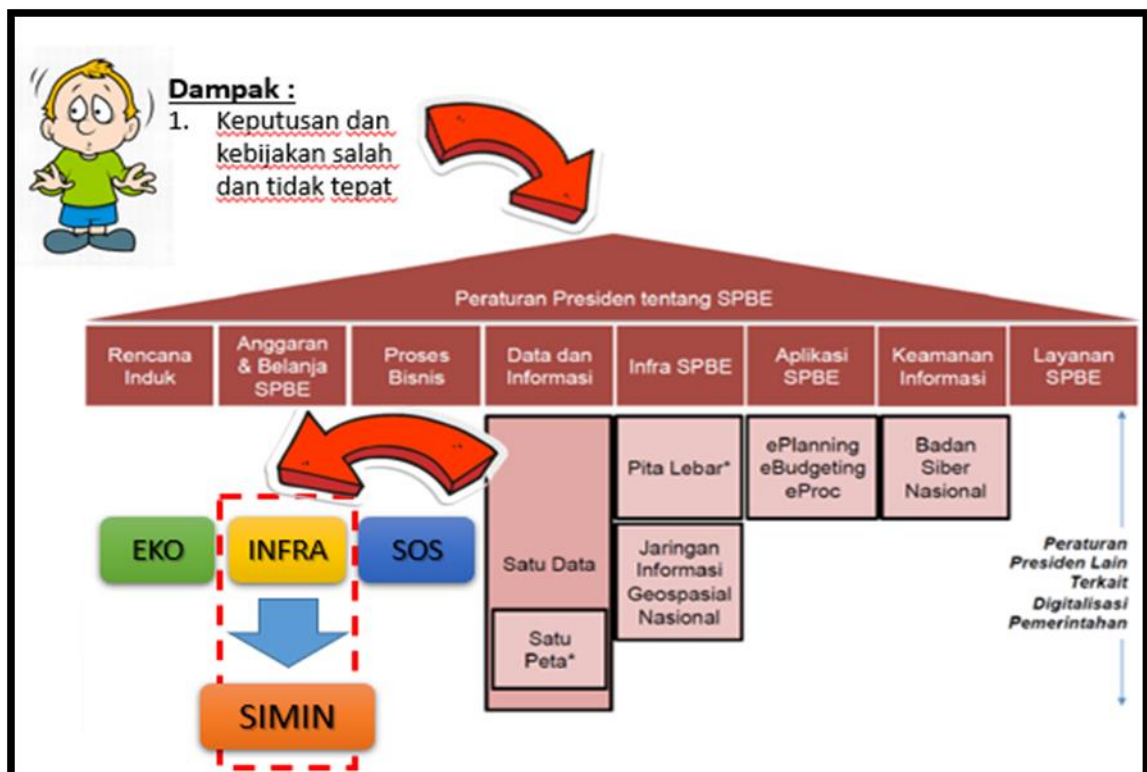 Dampak :
1. Keputusan dan
kebijakan salah
dan tidak tepat
Peraturan Presiden tentang SPBE
Rencana
Induk
Anggaran
& Belanja
SPBE
Proses
Bisnis
Data dan
Informasi
Infra SPBE
Aplikasi
SPBE
Keamanan
Informasi
Layanan
SPBE
Pita Lebar*
ePlanning
eBudgeting
eProc
Badan
Siber
Nasional
EKO
INFRA
SOS
Satu Data
Jaringan
Informasi
Geospasial
Nasional
Satu
Peta*
Peraturan
Presiden Lain
Terkait
Digitalisasi
Pemerintahan
SIMIN